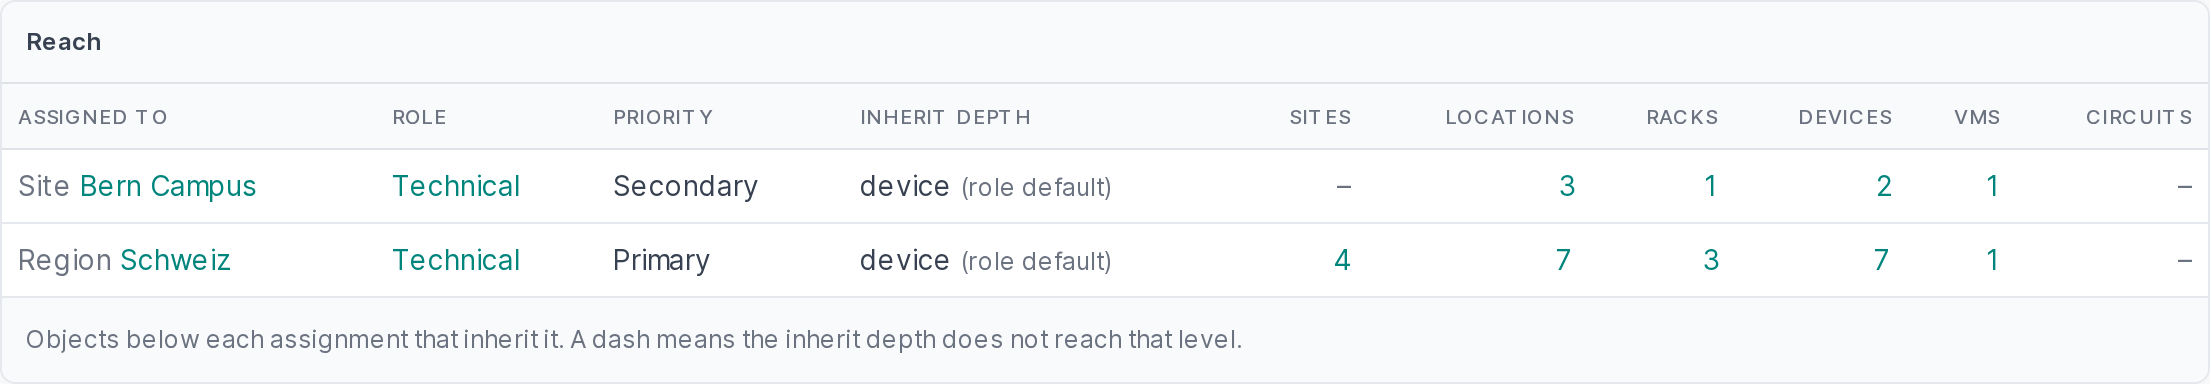 Reach
ASSIGNED TO ROLE PRIORITY INHERIT DEPTH SITES LOCATIONS RACKS DEVICES VMS CIRCUITS
Site Bern Campus Technical Secondary device (role default) – 3 1 2 1 –
Region Schweiz Technical Primary device (role default) 4 7 3 7 1 –
Objects below each assignment that inherit it. A dash means the inherit depth does not reach that level.